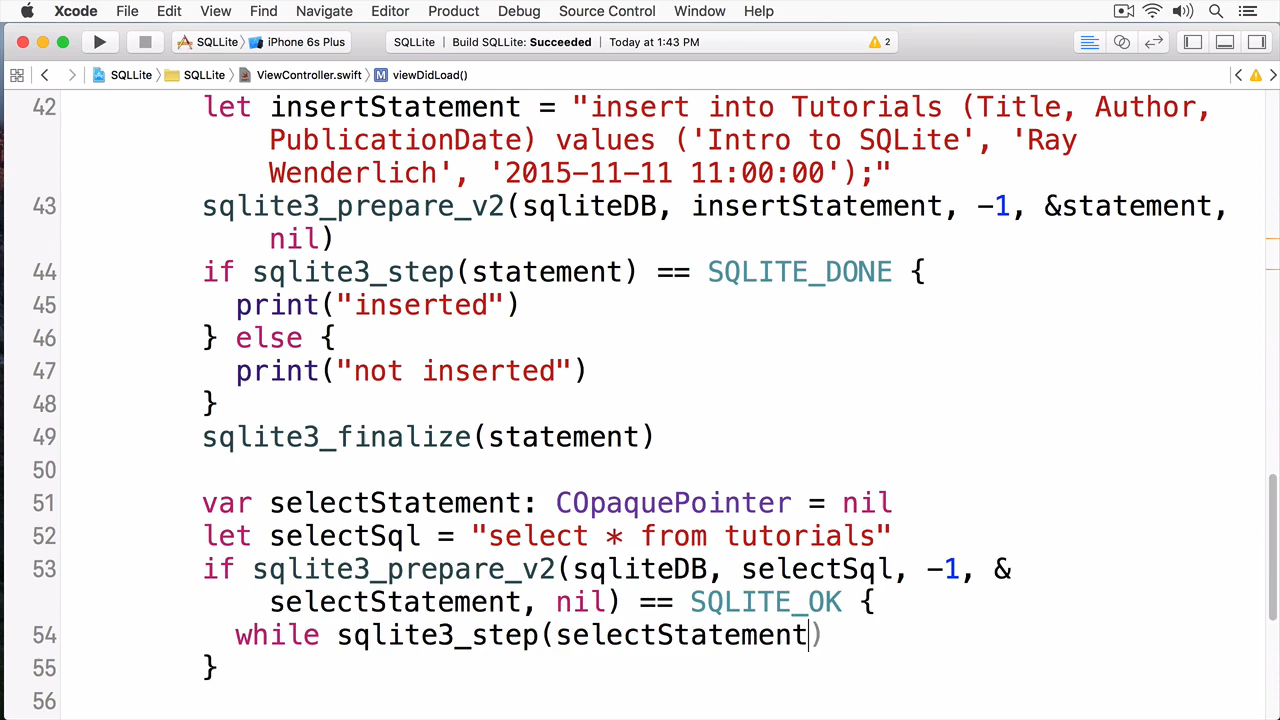 Xcode File Edit View Find Navigate Editor Product Debug Source Control Window Help
SQLLite iPhone 6s Plus SQLLite | Build SQLLite: Succeeded | Today at 1:43 PM 2
SQLLite SQLLite ViewController.swift M viewDidLoad()
42 let insertStatement = "insert into Tutorials (Title, Author,
PublicationDate) values ('Intro to SQLite', 'Ray
Wenderlich', '2015-11-11 11:00:00');"
43 sqlite3_prepare_v2(sqliteDB, insertStatement, -1, &statement,
nil)
44 if sqlite3_step(statement) == SQLITE_DONE {
45 print("inserted")
46 } else {
47 print("not inserted")
48 }
49 sqlite3_finalize(statement)
50
51 var selectStatement: COpaquePointer = nil
52 let selectSql = "select * from tutorials"
53 if sqlite3_prepare_v2(sqliteDB, selectSql, -1, &
selectStatement, nil) == SQLITE_OK {
54 while sqlite3_step(selectStatement)
55 }
56